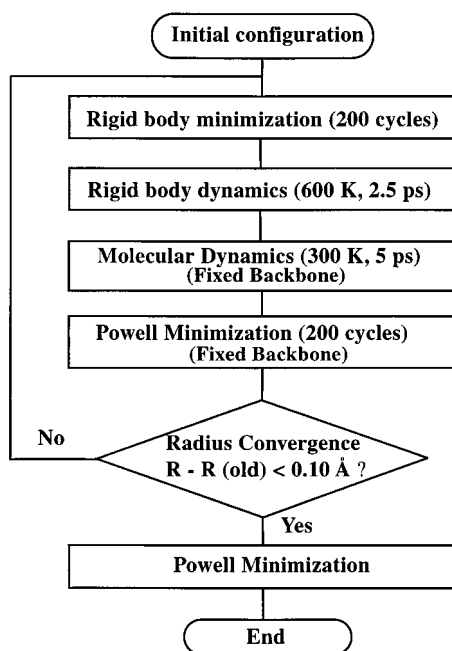 Initial configuration
Rigid body minimization (200 cycles)
Rigid body dynamics (600 K, 2.5 ps)
Molecular Dynamics (300 K, 5 ps)
(Fixed Backbone)
Powell Minimization (200 cycles)
(Fixed Backbone)
No
Radius Convergence
R - R (old) < 0.10 Å ?
Yes
Powell Minimization
End